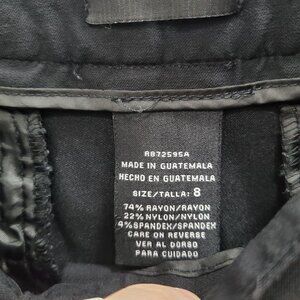 RB72595A
MADE IN GUATEMALA
HECHO EN GUATEMALA
SIZE/TALLA: 8
74% RAYON/RAYON
22% NYLON/NYLON
4% SPANDEX/SPANDEX
CARE ON REVERSE
VER AL DORSO
PARA CUIDADO